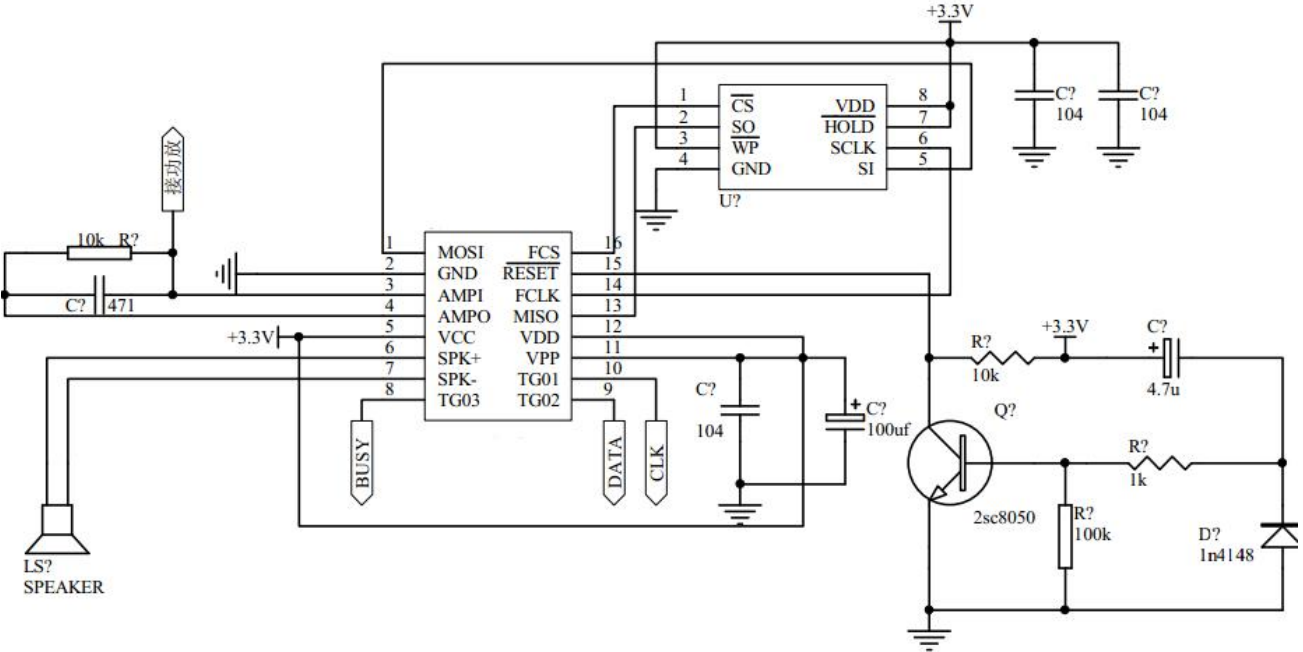 +3.3V
1
2
3
4
CS
SO
WP
GND
VDD
HOLD
SCLK
SI
8
7
6
5
U?
C?
104
C?
104
接功放
10k R?
C? 471
1
2
3
4
5
6
7
8
MOSI
GND
AMPI
AMPO
VCC
SPK+
SPK-
TG03
FCS
RESET
FCLK
MISO
VDD
VPP
TG01
TG02
16
15
14
13
12
11
10
9
+3.3V
BUSY
DATA
CLK
C?
104
+
C?
100uf
R?
10k
+3.3V
C?
+
4.7u
Q?
2sc8050
R?
1k
R?
100k
D?
1n4148
LS?
SPEAKER